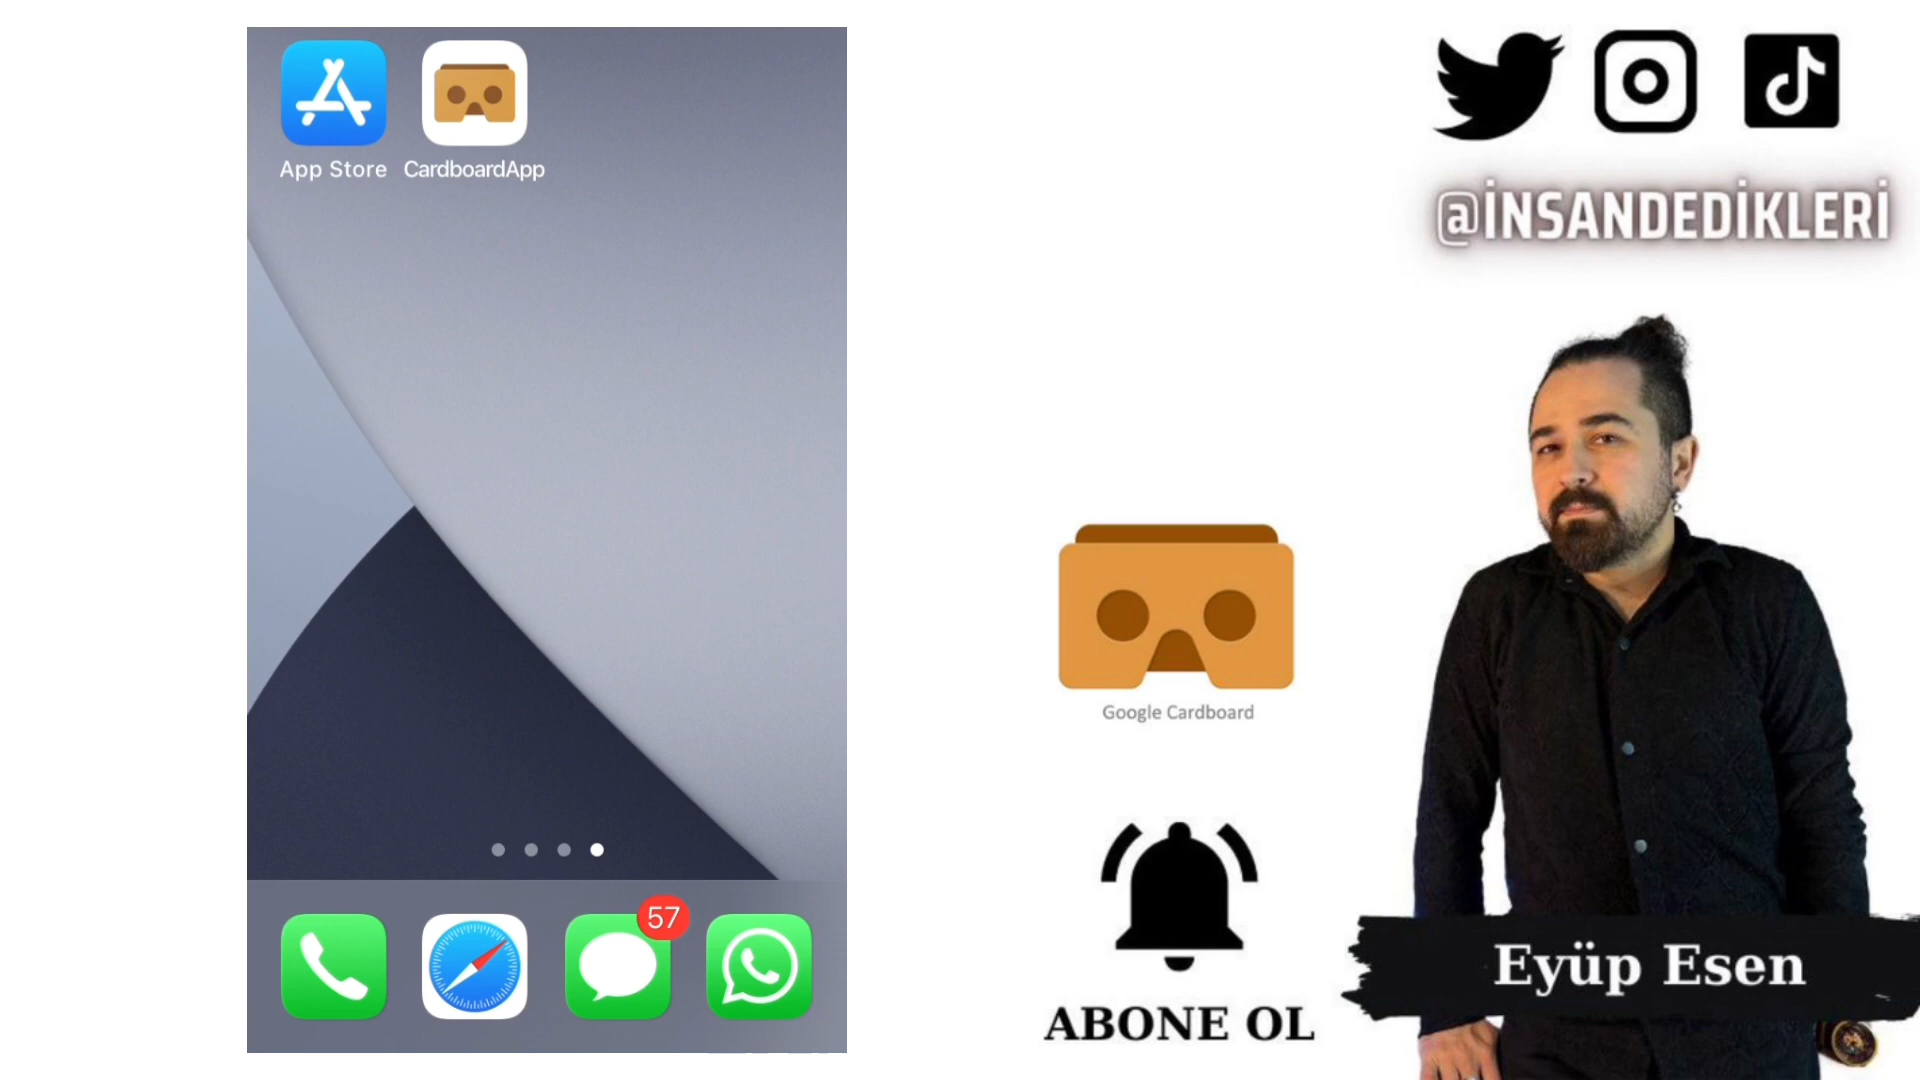 App Store
CardboardApp
57
@İNSANDEDİKLERİ
Google Cardboard
ABONE OL
Eyüp Esen